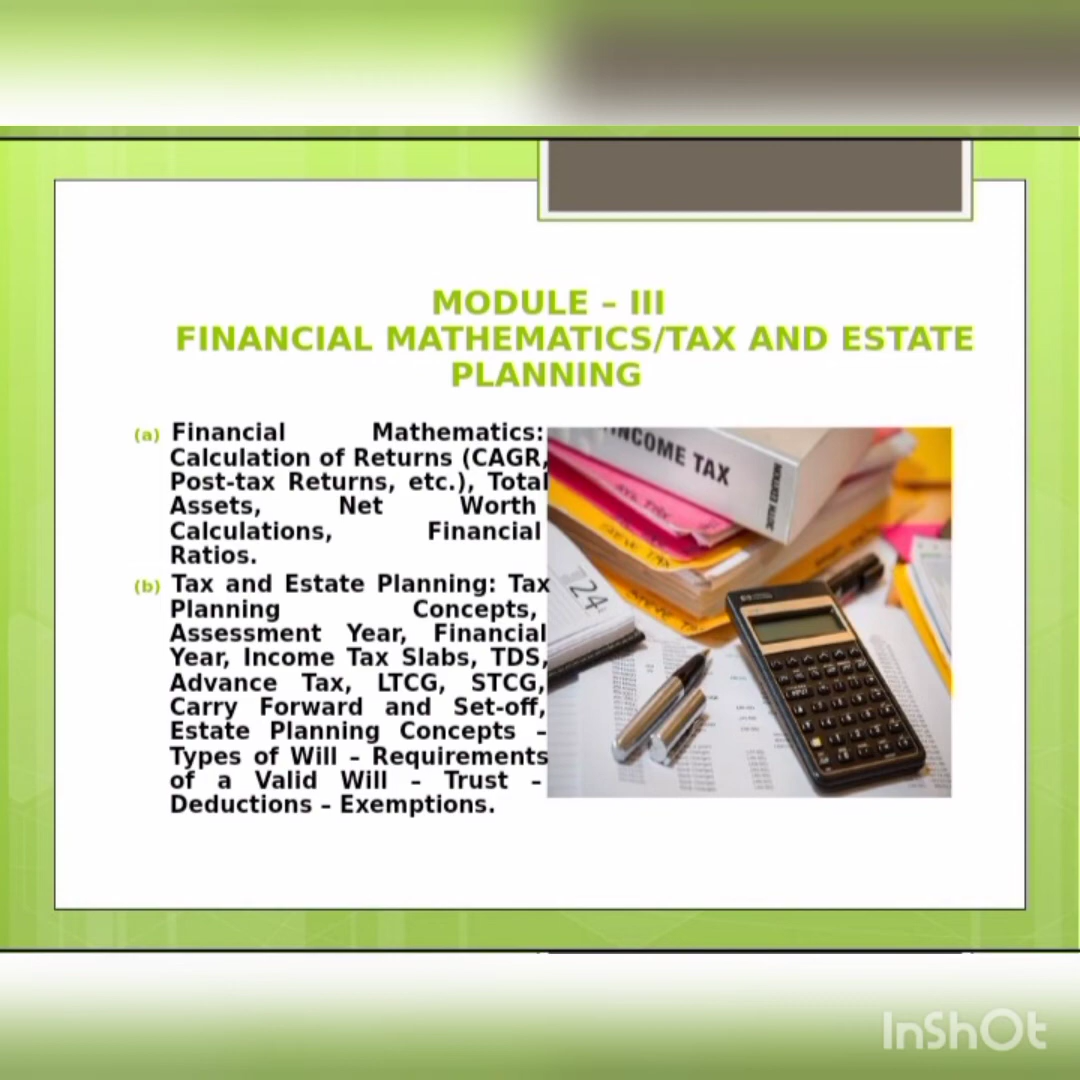 MODULE – III
FINANCIAL MATHEMATICS/TAX AND ESTATE
PLANNING
(a) Financial Mathematics:
Calculation of Returns (CAGR,
Post-tax Returns, etc.), Total
Assets, Net Worth
Calculations, Financial
Ratios.
(b) Tax and Estate Planning: Tax
Planning Concepts,
Assessment Year, Financial
Year, Income Tax Slabs, TDS,
Advance Tax, LTCG, STCG,
Carry Forward and Set-off,
Estate Planning Concepts –
Types of Will – Requirements
of a Valid Will – Trust –
Deductions – Exemptions.
INCOME TAX
24
InShOt